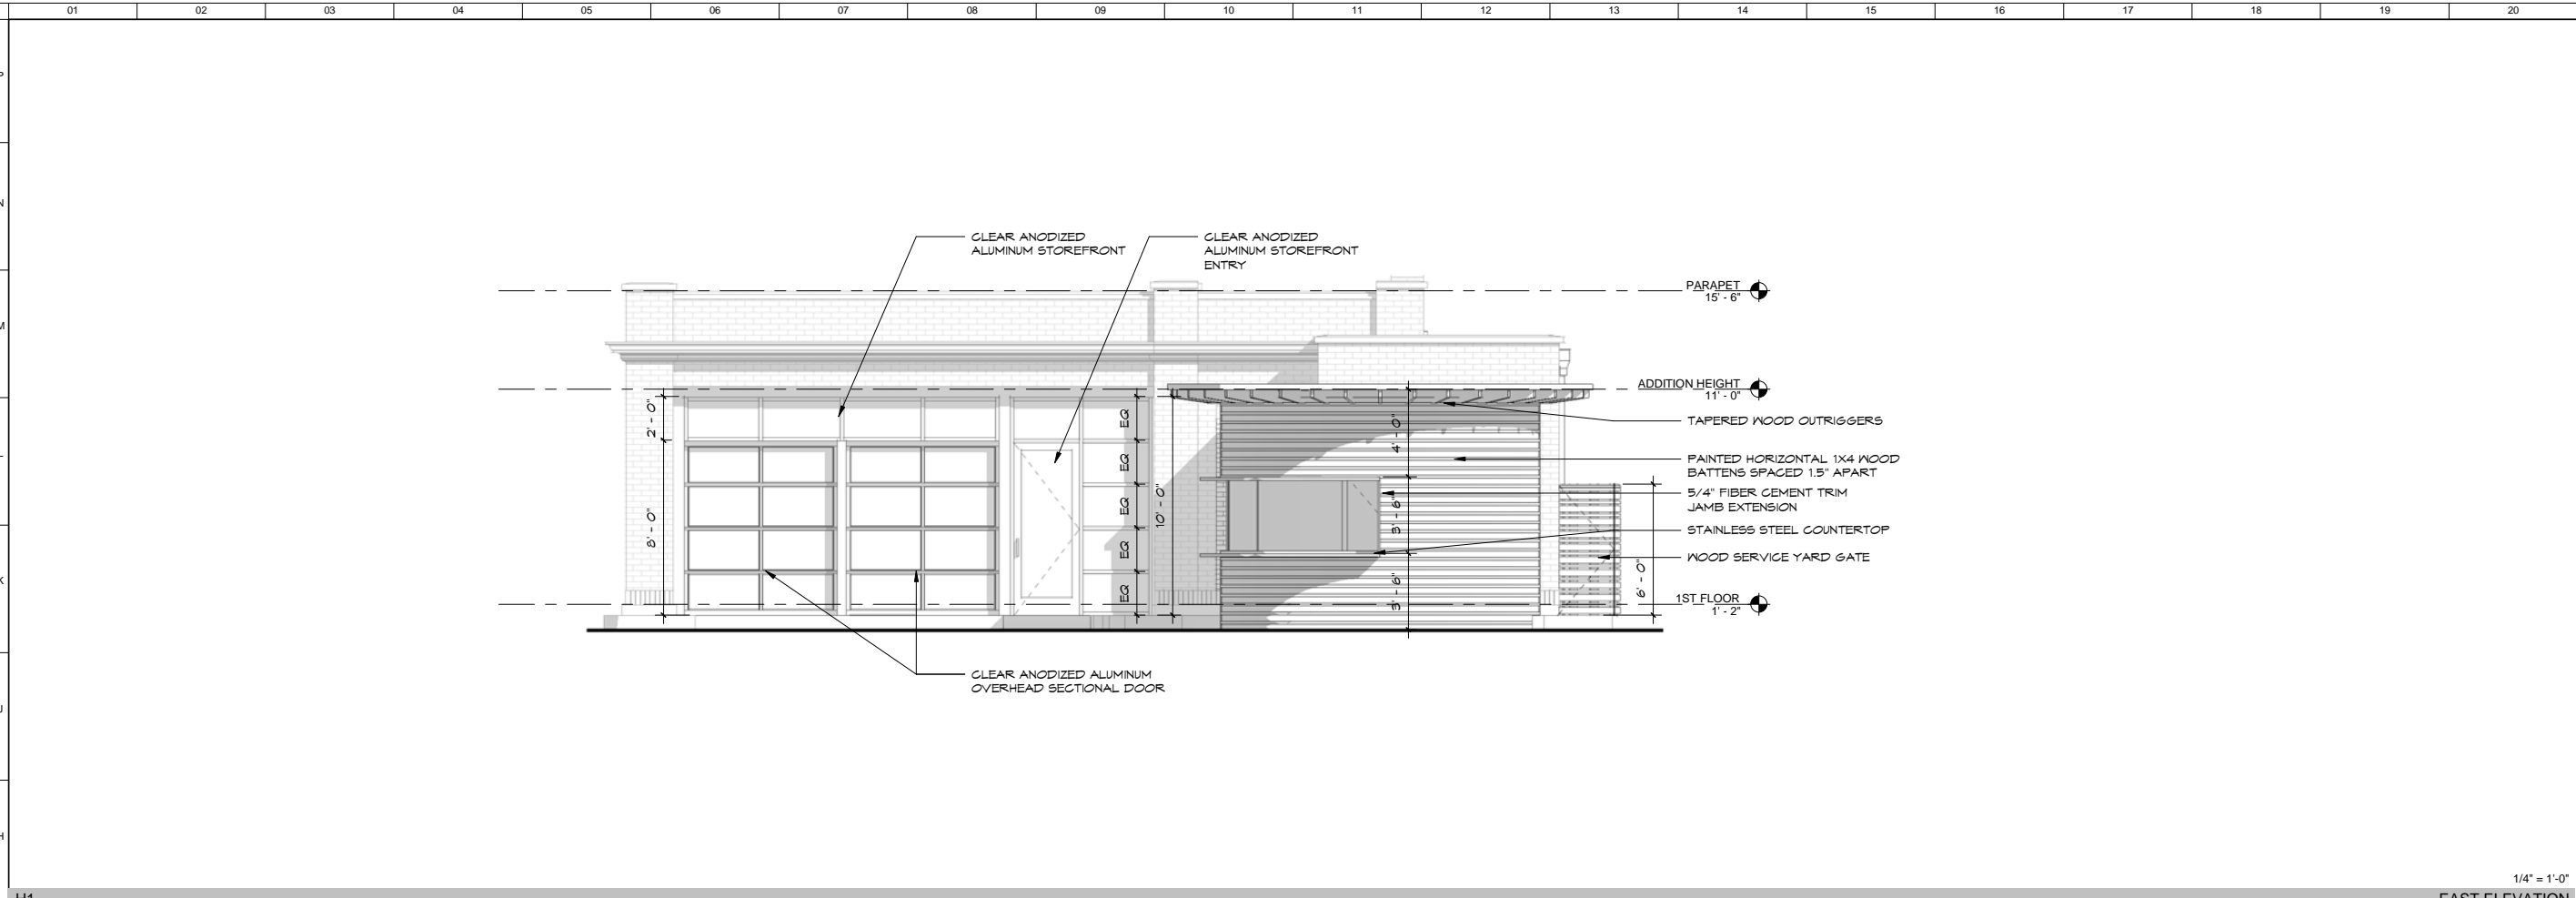 01 02 03 04 05 06 07 08 09 10 11 12 13 14 15 16 17 18 19 20
P
N
M
L
K
J
H
CLEAR ANODIZED
ALUMINUM STOREFRONT
CLEAR ANODIZED
ALUMINUM STOREFRONT
ENTRY
PARAPET
15' - 6"
ADDITION HEIGHT
11' - 0"
TAPERED WOOD OUTRIGGERS
PAINTED HORIZONTAL 1X4 WOOD
BATTENS SPACED 1.5" APART
5/4" FIBER CEMENT TRIM
JAMB EXTENSION
STAINLESS STEEL COUNTERTOP
WOOD SERVICE YARD GATE
1ST FLOOR
1' - 2"
2' - 0"
8' - 0"
EQ
EQ
EQ
EQ
EQ
10' - 0"
4' - 0"
3' - 6"
3' - 6"
6' - 0"
CLEAR ANODIZED ALUMINUM
OVERHEAD SECTIONAL DOOR
1/4" = 1'-0"
H1
EAST ELEVATION